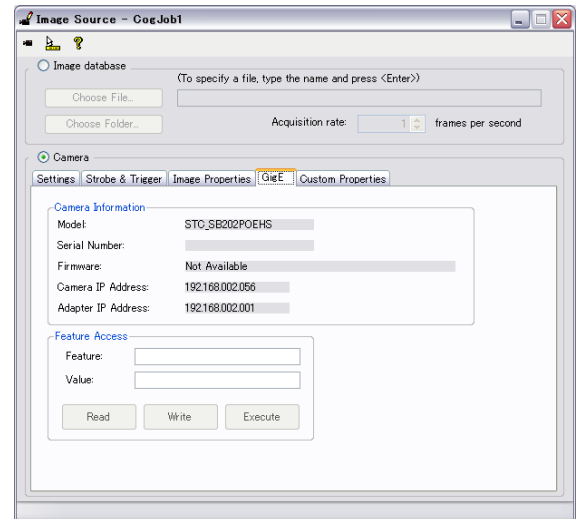 Image Source - CogJob1
Image database
(To specify a file, type the name and press <Enter>)
Choose File...
Choose Folder...
Acquisition rate: 1 frames per second
Camera
Settings Strobe & Trigger Image Properties GigE Custom Properties
Camera Information
Model: STC_SB202POEHS
Serial Number:
Firmware: Not Available
Camera IP Address: 192.168.002.056
Adapter IP Address: 192.168.002.001
Feature Access
Feature:
Value:
Read Write Execute